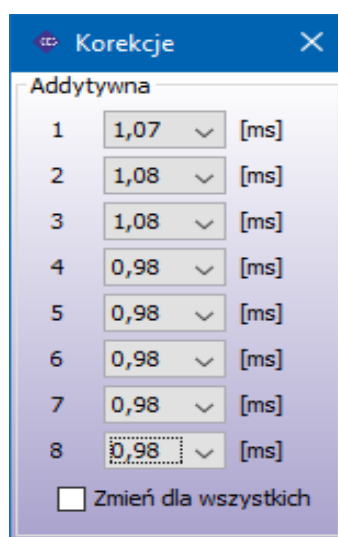 Korekcje
Addytywna
1 1,07 [ms]
2 1,08 [ms]
3 1,08 [ms]
4 0,98 [ms]
5 0,98 [ms]
6 0,98 [ms]
7 0,98 [ms]
8 0,98 [ms]
Zmień dla wszystkich